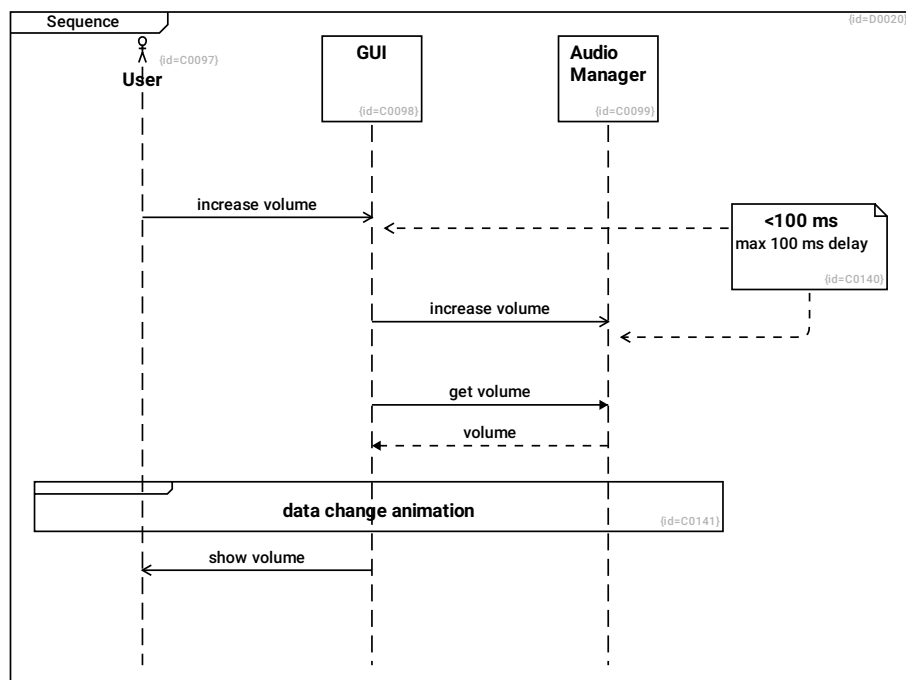 Sequence
{id=D0020}
{id=C0097}
User
GUI
{id=C0098}
Audio
Manager
{id=C0099}
increase volume
<100 ms
max 100 ms delay
{id=C0140}
increase volume
get volume
volume
data change animation
{id=C0141}
show volume